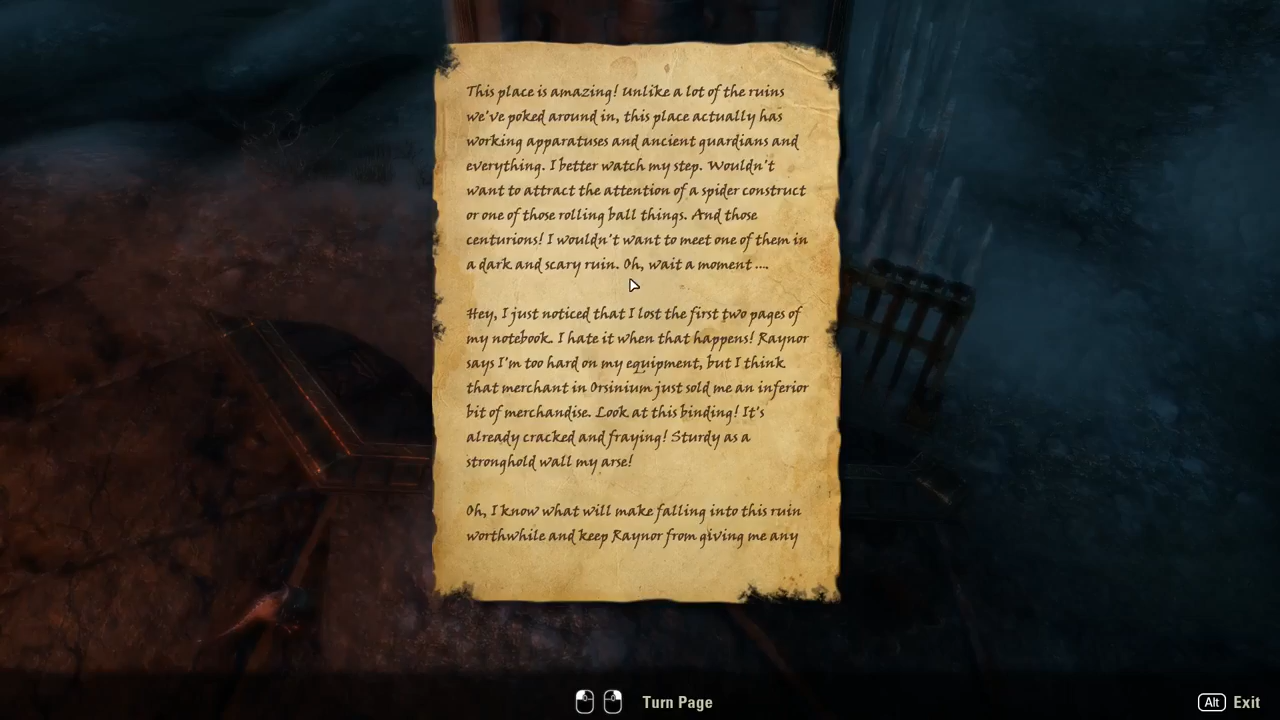 This place is amazing! Unlike a lot of the ruins
we've poked around in, this place actually has
working apparatuses and ancient guardians and
everything. I better watch my step. Wouldn't
want to attract the attention of a spider construct
or one of those rolling ball things. And those
centurions! I wouldn't want to meet one of them in
a dark and scary ruin. Oh, wait a moment ....
Hey, I just noticed that I lost the first two pages of
my notebook. I hate it when that happens! Raynor
says I'm too hard on my equipment, but I think
that merchant in Orsinium just sold me an inferior
bit of merchandise. Look at this binding! It's
already cracked and fraying! Sturdy as a
stronghold wall my arse!
Oh, I know what will make falling into this ruin
worthwhile and keep Raynor from giving me any
Turn Page
Alt Exit